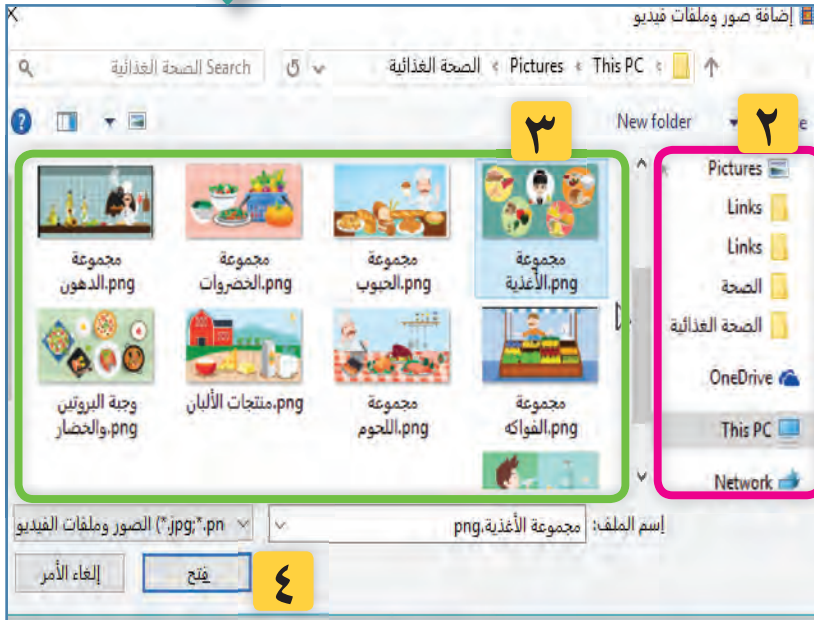 إضافة صور وملفات فيديو
This PC › Pictures › الصحة الغذائية
Search الصحة الغذائية
New folder
٢
٣
Pictures
Links
Links
الصحة
الصحة الغذائية
OneDrive
This PC
Network
مجموعة
الأغذية.png
مجموعة
الحبوب.png
مجموعة
الخضروات.png
مجموعة
الدهون.png
مجموعة
الفواكه.png
مجموعة
اللحوم.png
منتجات الألبان.png
وجبة البروتين
والخضار.png
إسم الملف:
مجموعة الأغذية.png
الصور وملفات الفيديو (*.jpg;*.pn
٤
فتح
إلغاء الأمر